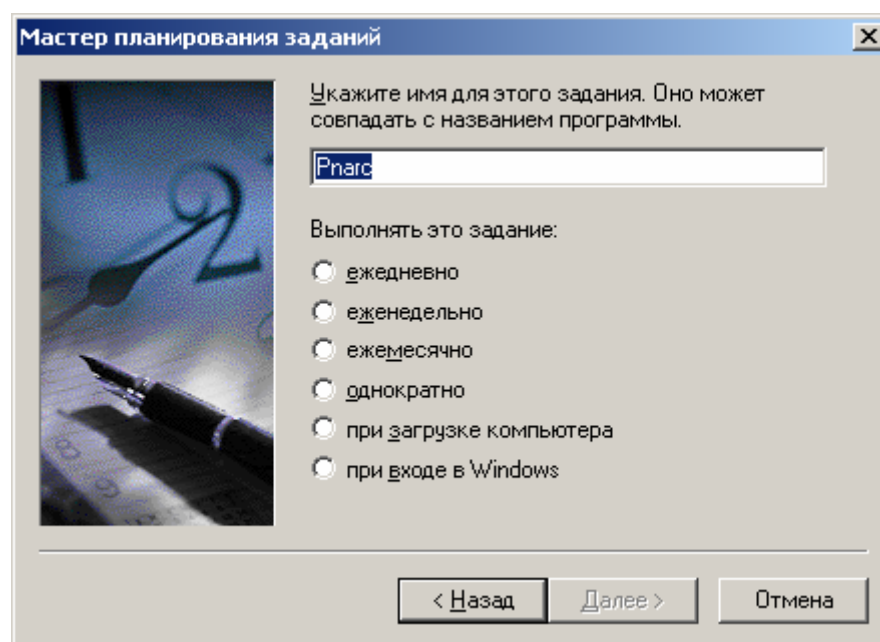 Мастер планирования заданий
Укажите имя для этого задания. Оно может
совпадать с названием программы.
Pnarc
Выполнять это задание:
ежедневно
еженедельно
ежемесячно
однократно
при загрузке компьютера
при входе в Windows
< Назад
Далее >
Отмена